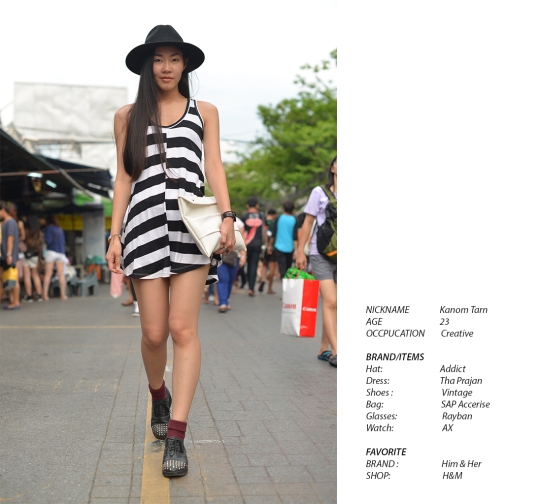 Canon
NICKNAME Kanom Tarn
AGE 23
OCCPUCATION Creative
BRAND/ITEMS
Hat: Addict
Dress: Tha Prajan
Shoes : Vintage
Bag: SAP Accerise
Glasses: Rayban
Watch: AX
FAVORITE
BRAND : Him & Her
SHOP: H&M